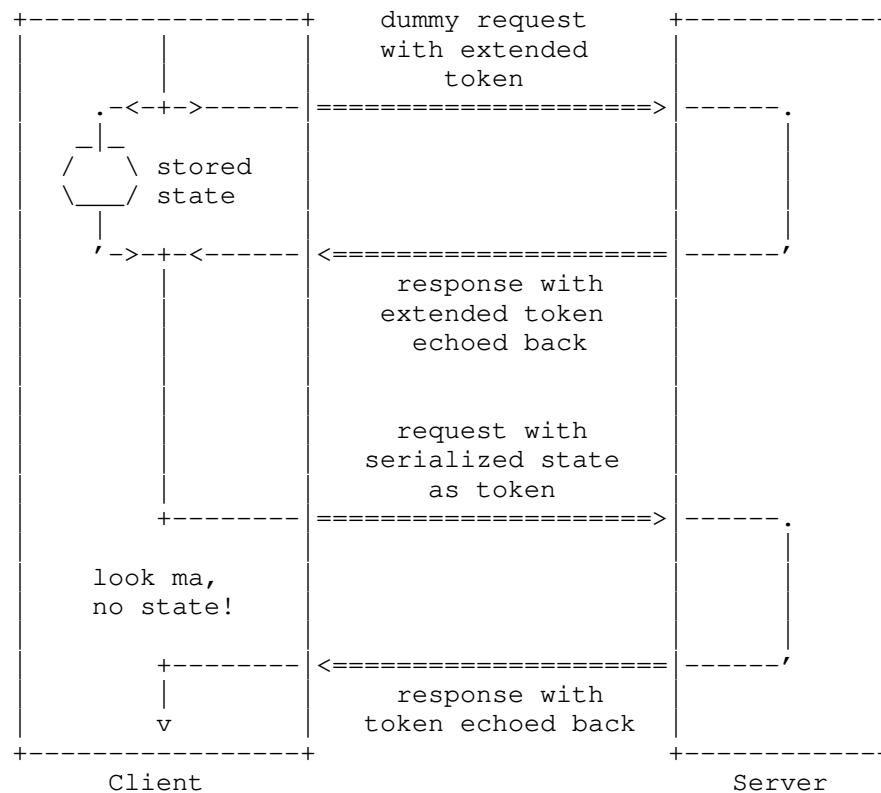 dummy request
with extended
token
stored
state
response with
extended token
echoed back
request with
serialized state
as token
look ma,
no state!
response with
token echoed back
v
Client
Server